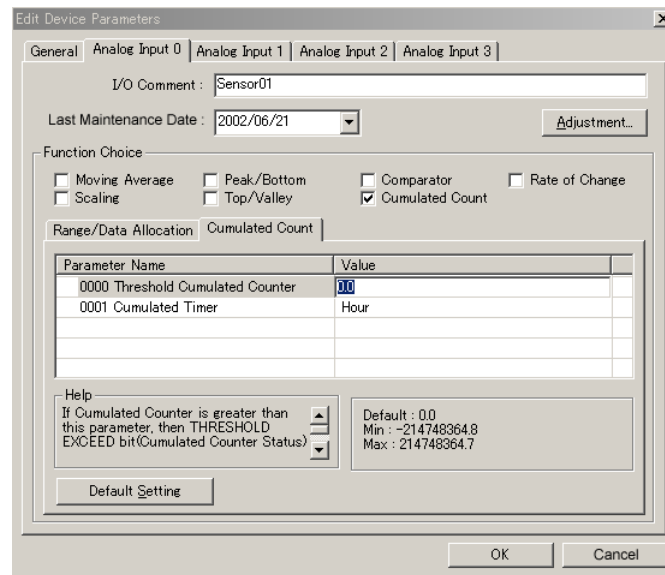 Edit Device Parameters
General Analog Input 0 Analog Input 1 Analog Input 2 Analog Input 3
I/O Comment : Sensor01
Last Maintenance Date : 2002/06/21 Adjustment...
Function Choice
Moving Average Peak/Bottom Comparator Rate of Change
Scaling Top/Valley Cumulated Count
Range/Data Allocation Cumulated Count
Parameter Name Value
0000 Threshold Cumulated Counter 0.0
0001 Cumulated Timer Hour
Help
If Cumulated Counter is greater than
this parameter, then THRESHOLD
EXCEED bit(Cumulated Counter Status)
Default : 0.0
Min : -214748364.8
Max : 214748364.7
Default Setting
OK Cancel